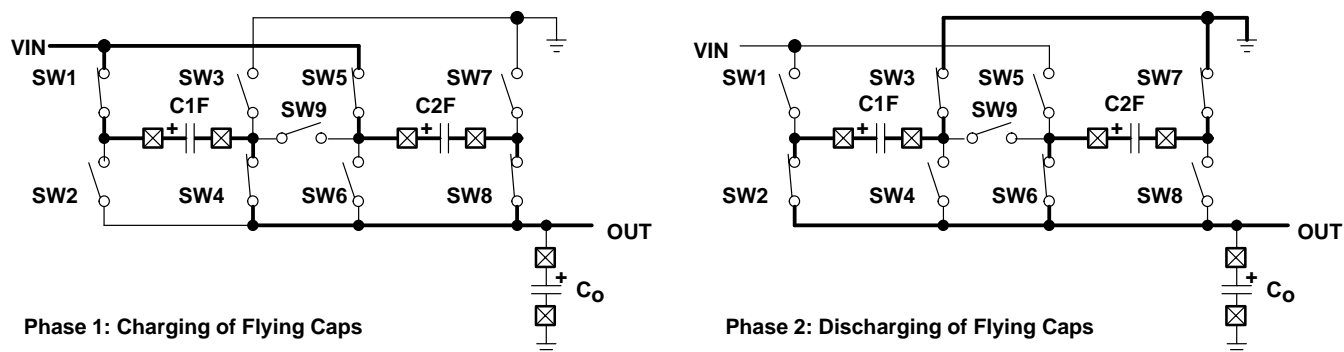 VIN
SW1
SW3
SW5
SW7
C1F
SW9
C2F
+
+
SW2
SW4
SW6
SW8
OUT
+
Co
Phase 1: Charging of Flying Caps
VIN
SW1
SW3
SW5
SW7
C1F
SW9
C2F
+
+
SW2
SW4
SW6
SW8
OUT
+
Co
Phase 2: Discharging of Flying Caps